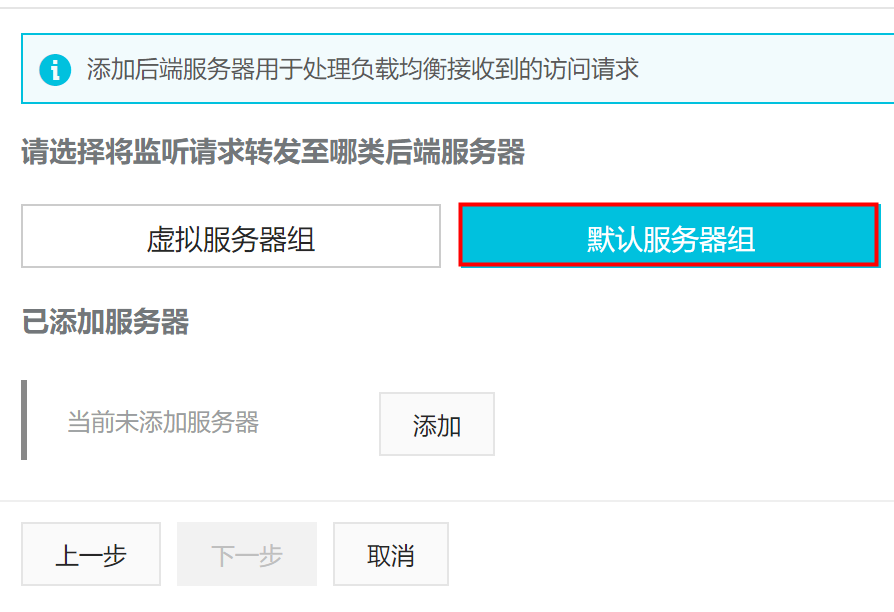 添加后端服务器用于处理负载均衡接收到的访问请求
请选择将监听请求转发至哪类后端服务器
虚拟服务器组 默认服务器组
已添加服务器
当前未添加服务器 添加
上一步 下一步 取消